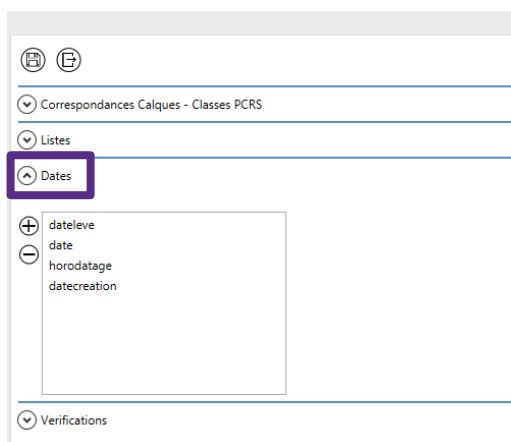 Correspondances Calques - Classes PCRS
Listes
Dates
dateleve
date
horodatage
datecreation
Verifications